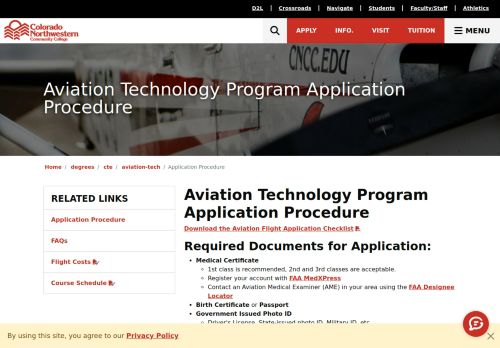 D2L | Crossroads | Navigate | Students | Faculty/Staff | Athletics
Colorado
Northwestern
Community College
APPLY INFO. VISIT TUITION MENU
CNCC.EDU
Aviation Technology Program Application
Procedure
Home / degrees / cte / aviation-tech / Application Procedure
RELATED LINKS
Application Procedure
FAQs
Flight Costs
Course Schedule
Aviation Technology Program
Application Procedure
Download the Aviation Flight Application Checklist
Required Documents for Application:
Medical Certificate
1st class is recommended, 2nd and 3rd classes are acceptable.
Register your account with FAA MedXPress
Contact an Aviation Medical Examiner (AME) in your area using the FAA Designee
Locator
Birth Certificate or Passport
Government Issued Photo ID
Driver's License, State-issued photo ID, Military ID, etc.
By using this site, you agree to our Privacy Policy